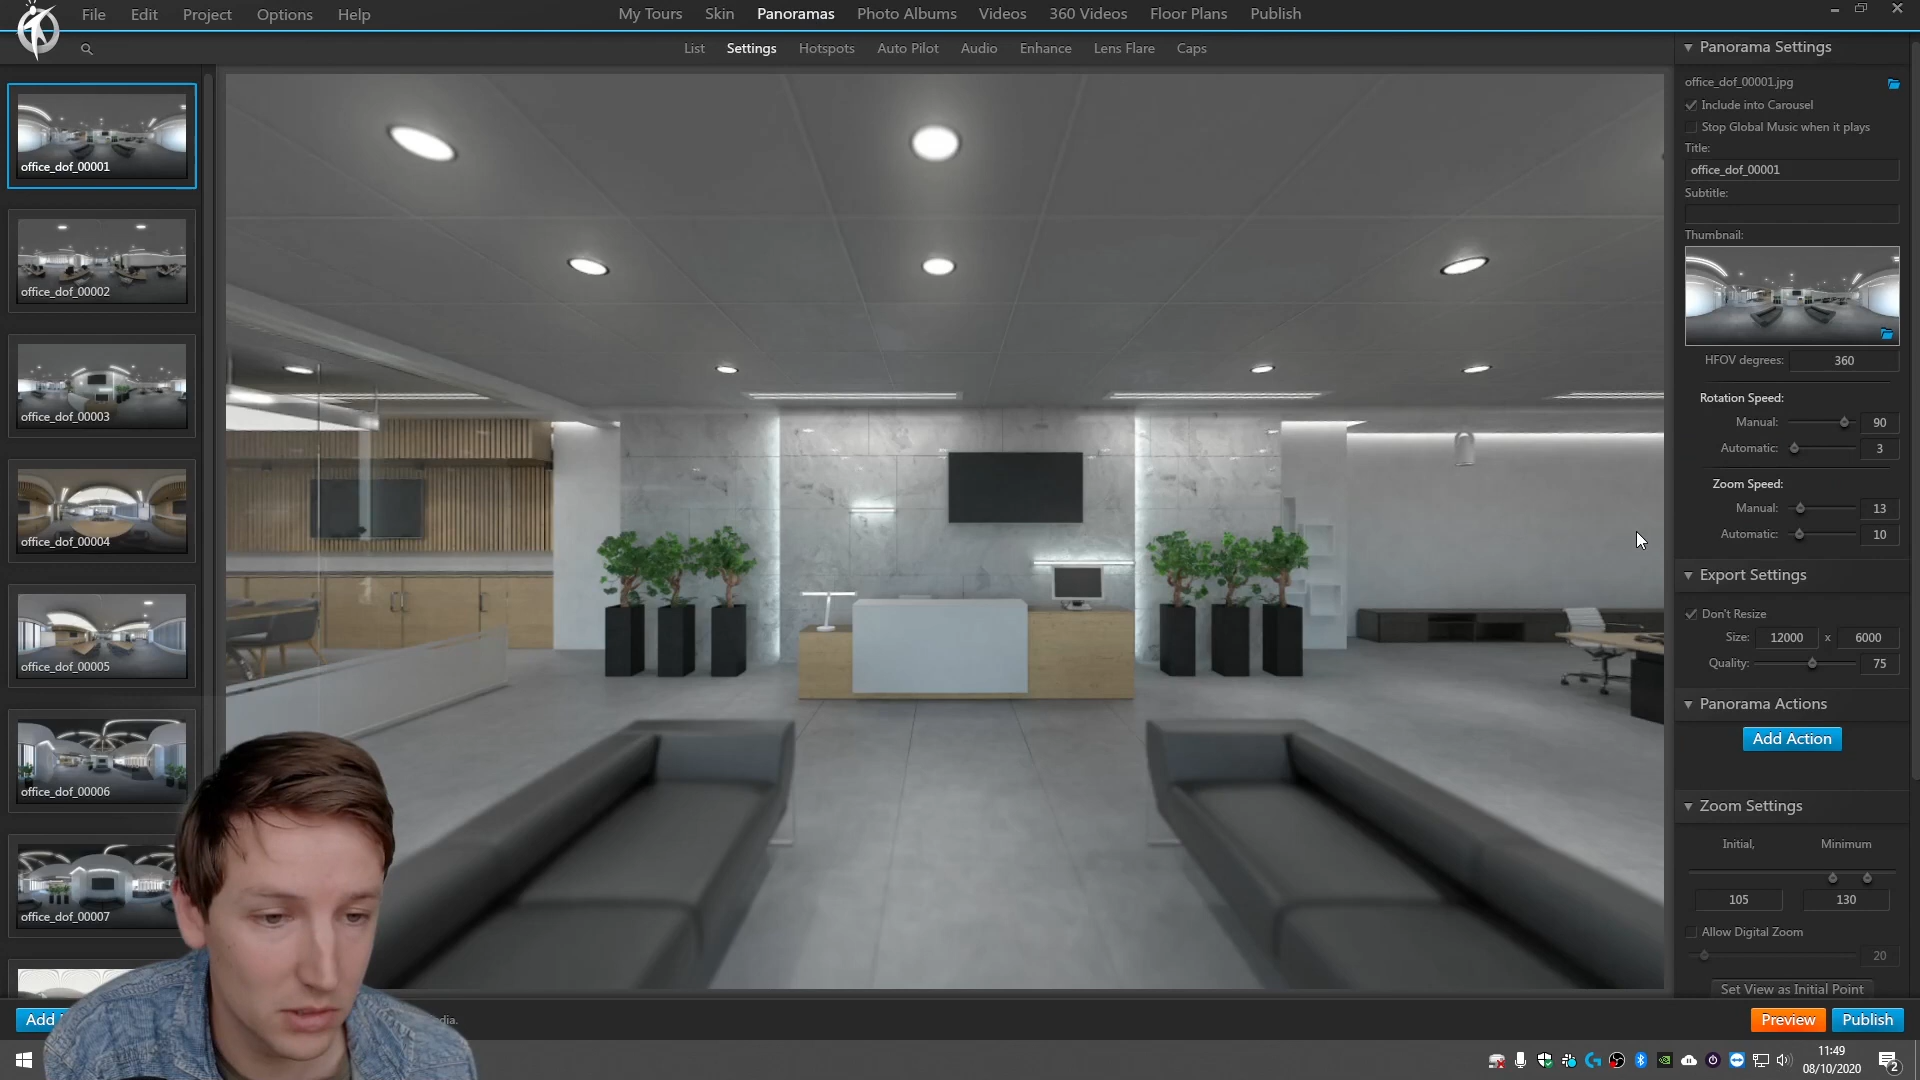 File Edit Project Options Help
My Tours Skin Panoramas Photo Albums Videos 360 Videos Floor Plans Publish
List Settings Hotspots Auto Pilot Audio Enhance Lens Flare Caps
office_dof_00001
office_dof_00002
office_dof_00003
office_dof_00004
office_dof_00005
office_dof_00006
office_dof_00007
Panorama Settings
office_dof_00001.jpg
Include into Carousel
Stop Global Music when it plays
Title:
office_dof_00001
Subtitle:
Thumbnail:
HFOV degrees: 360
Rotation Speed:
Manual: 90
Automatic: 3
Zoom Speed:
Manual: 13
Automatic: 10
Export Settings
Don't Resize
Size: 12000 x 6000
Quality: 75
Panorama Actions
Add Action
Zoom Settings
Initial, Minimum
105 130
Allow Digital Zoom
20
Set View as Initial Point
Add
dia.
Preview Publish
11:49
08/10/2020
2